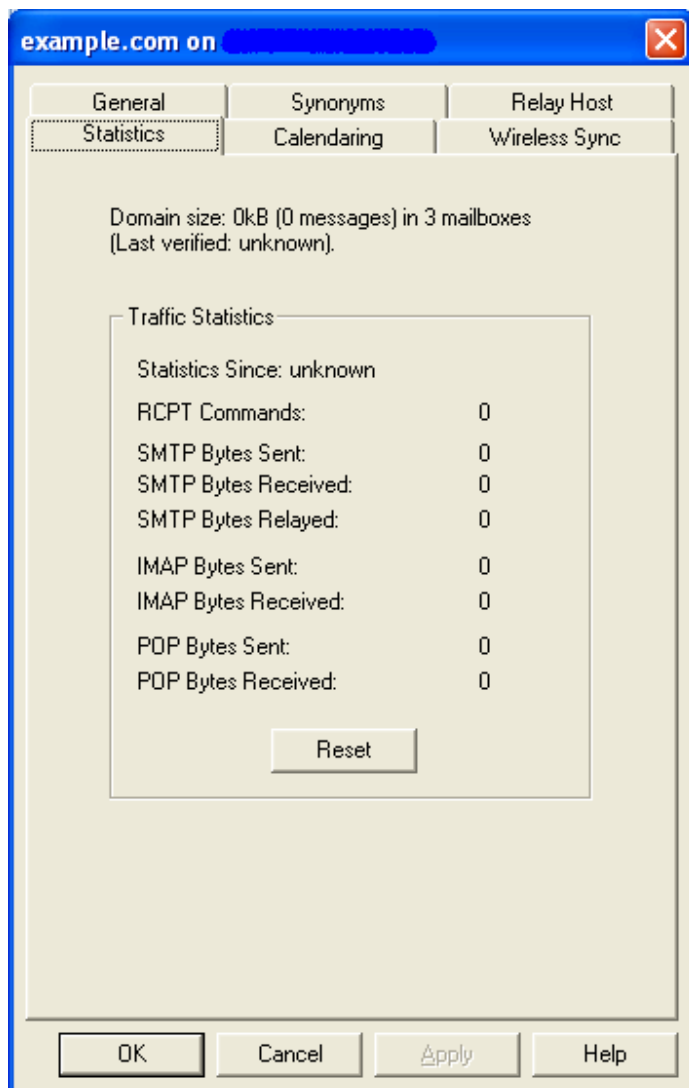 example.com on
General Synonyms Relay Host
Statistics Calendaring Wireless Sync
Domain size: 0kB (0 messages) in 3 mailboxes
(Last verified: unknown).
Traffic Statistics
Statistics Since: unknown
RCPT Commands: 0
SMTP Bytes Sent: 0
SMTP Bytes Received: 0
SMTP Bytes Relayed: 0
IMAP Bytes Sent: 0
IMAP Bytes Received: 0
POP Bytes Sent: 0
POP Bytes Received: 0
Reset
OK Cancel Apply Help